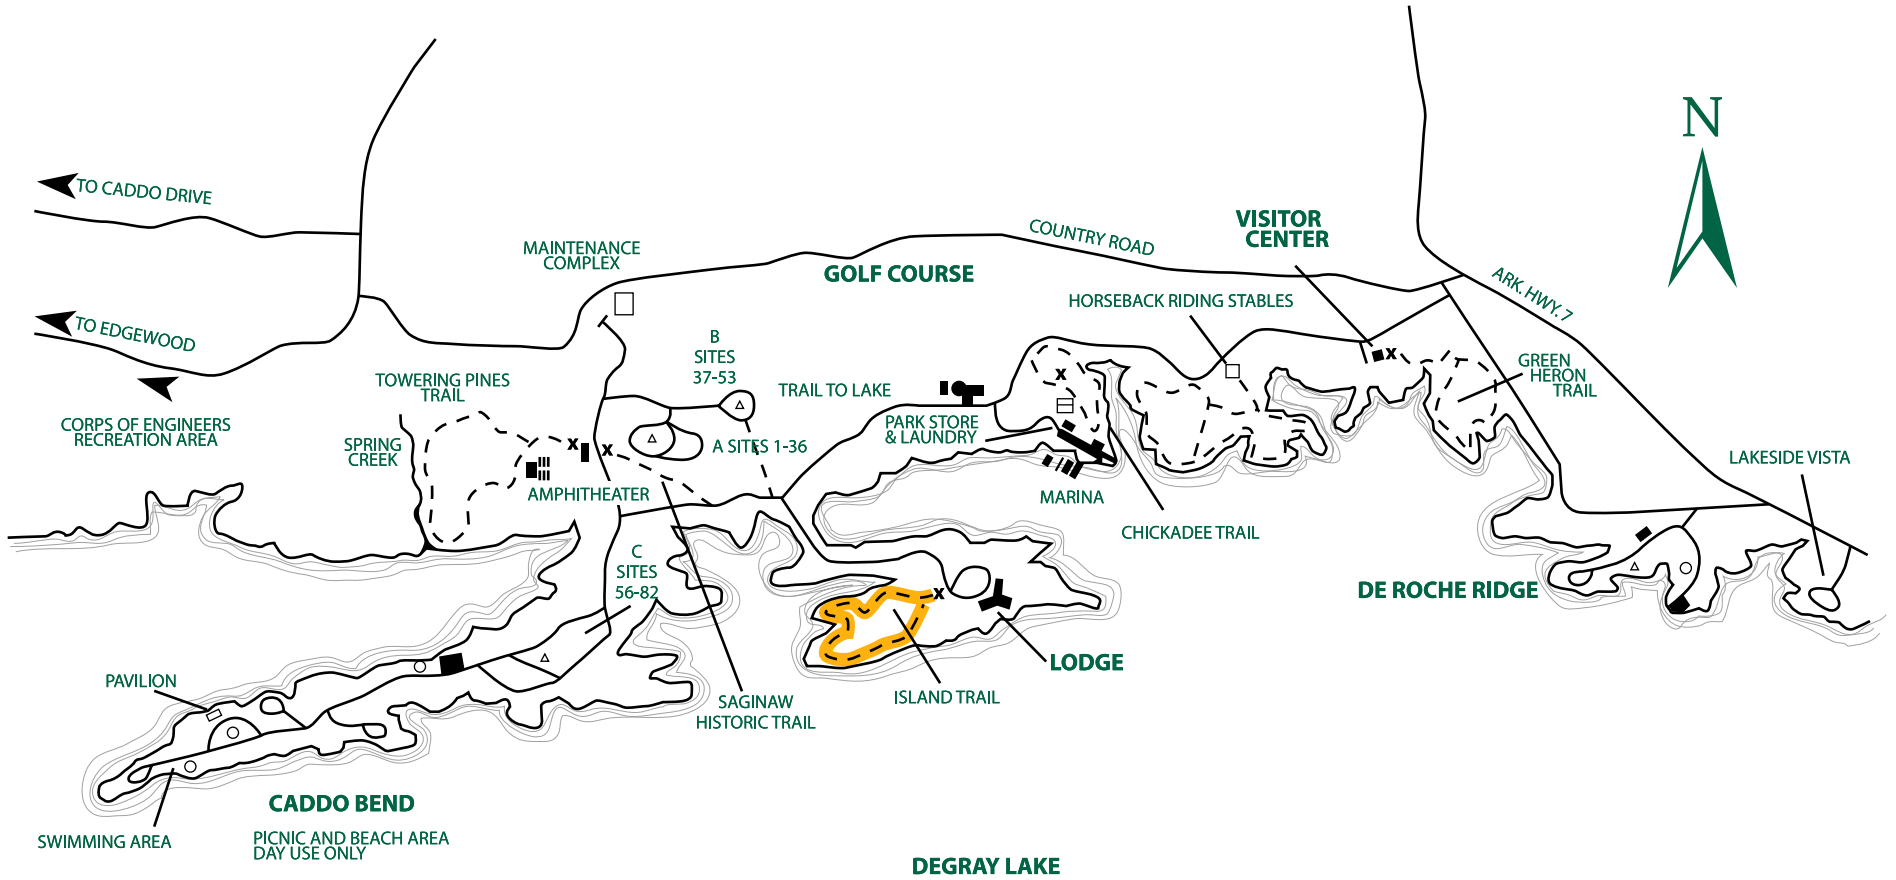 N
TO CADDO DRIVE
VISITOR
CENTER
COUNTRY ROAD
MAINTENANCE
COMPLEX
GOLF COURSE
ARK. HWY. 7
HORSEBACK RIDING STABLES
TO EDGEWOOD
B
SITES
37-53
GREEN
HERON
TRAIL
TOWERING PINES
TRAIL
TRAIL TO LAKE
CORPS OF ENGINEERS
RECREATION AREA
PARK STORE
& LAUNDRY
SPRING
CREEK
A SITES 1-36
LAKESIDE VISTA
AMPHITHEATER
MARINA
CHICKADEE TRAIL
C
SITES
56-82
DE ROCHE RIDGE
LODGE
PAVILION
ISLAND TRAIL
SAGINAW
HISTORIC TRAIL
CADDO BEND
SWIMMING AREA
PICNIC AND BEACH AREA
DAY USE ONLY
DEGRAY LAKE